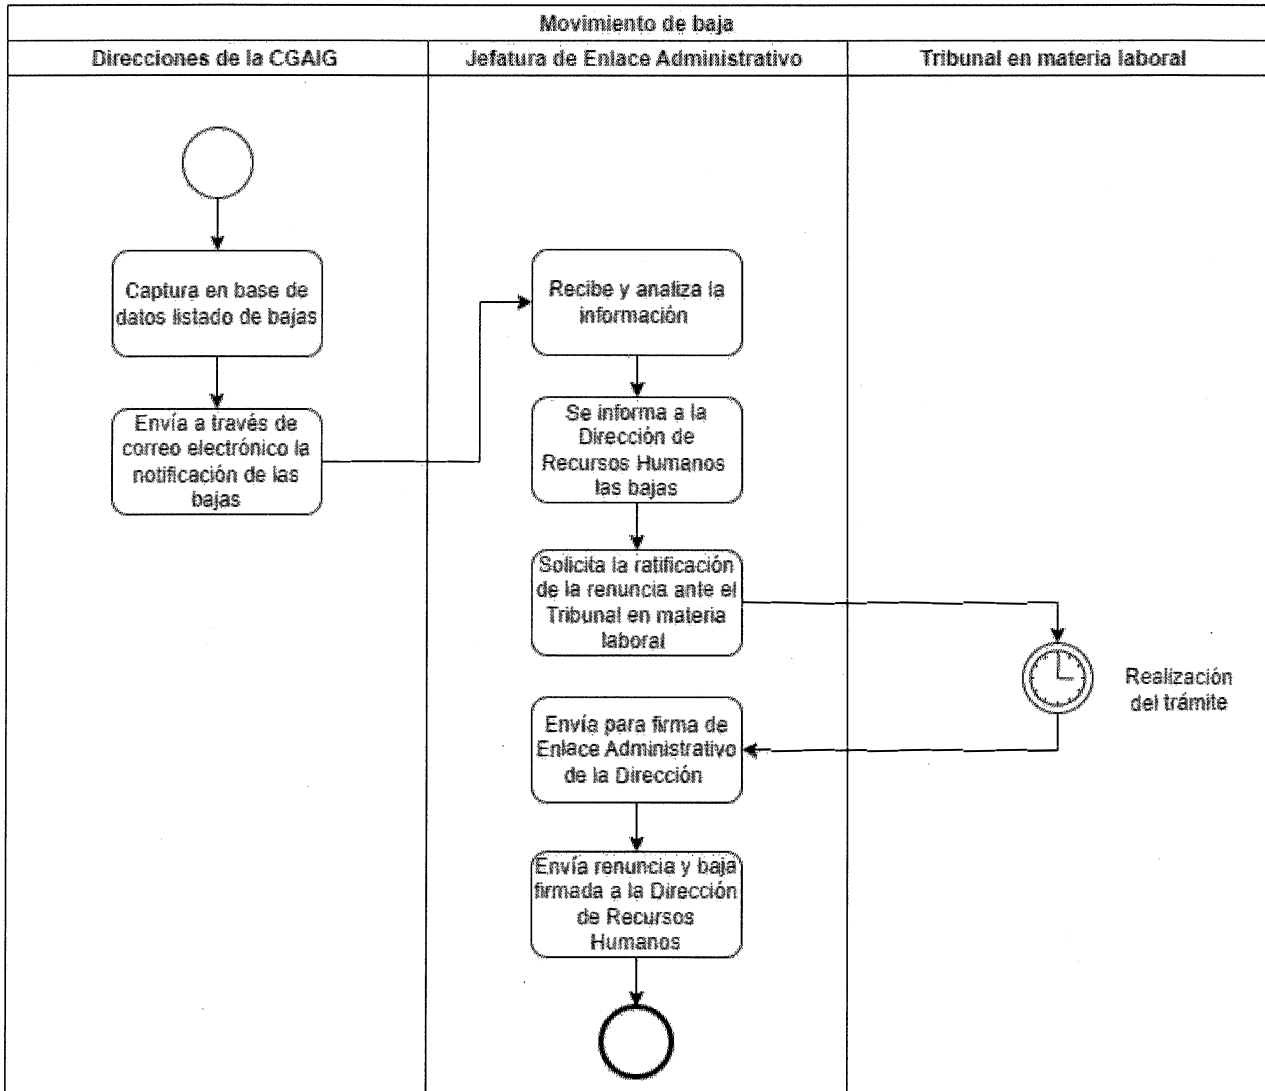 Movimiento de baja
Direcciones de la CGAIG
Jefatura de Enlace Administrativo
Tribunal en materia laboral
Captura en base de
datos listado de bajas
Envía a través de
correo electrónico la
notificación de las
bajas
Recibe y analiza la
información
Se informa a la
Dirección de
Recursos Humanos
las bajas
Solicita la ratificación
de la renuncia ante el
Tribunal en materia
laboral
Realización
del trámite
Envía para firma de
Enlace Administrativo
de la Dirección
Envía renuncia y baja
firmada a la Dirección
de Recursos
Humanos